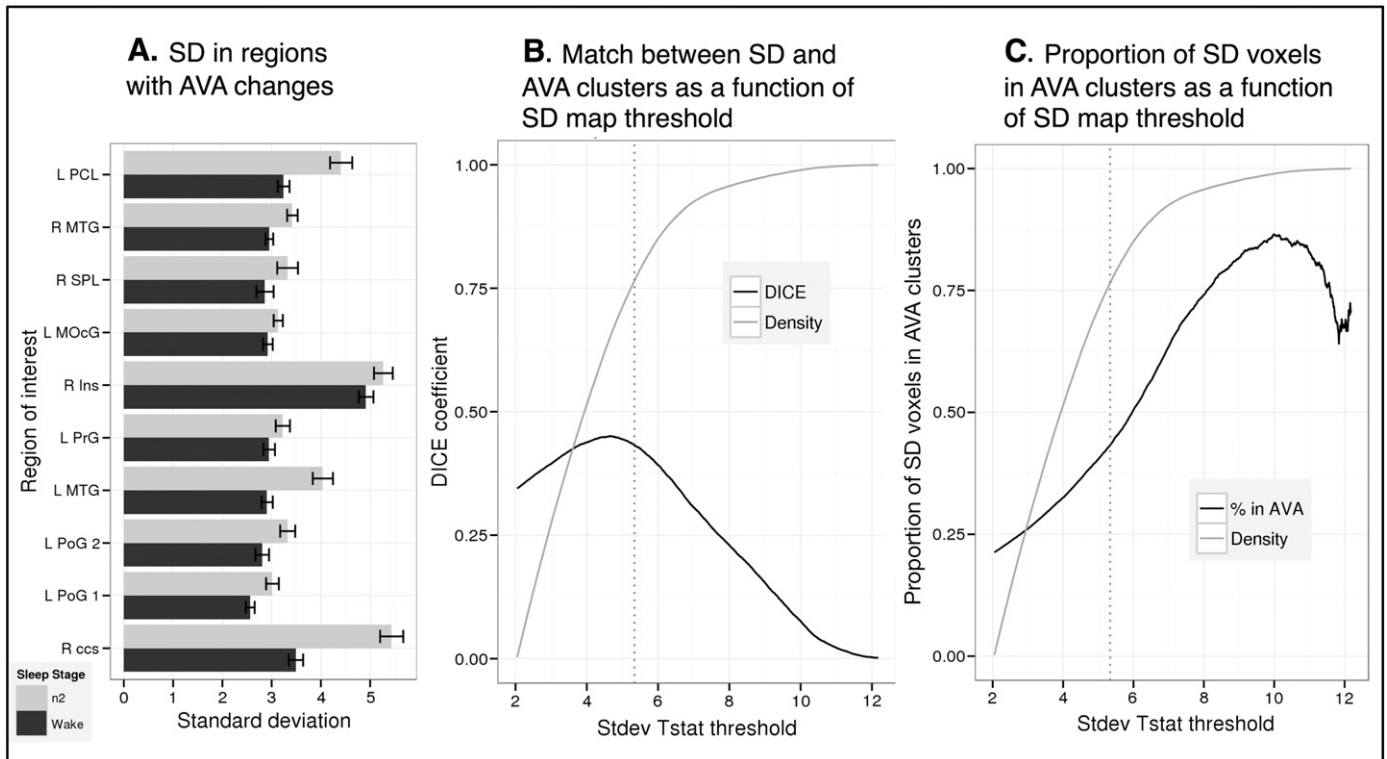 A. SD in regions
with AVA changes
L PCL
R MTG
R SPL
L MOcG
R Ins
L PrG
L MTG
L PoG 2
L PoG 1
R ccs
Region of interest
0 1 2 3 4 5
Standard deviation
Sleep Stage
n2
Wake
B. Match between SD and
AVA clusters as a function of
SD map threshold
1.00
0.75
0.50
0.25
0.00
DICE coefficient
DICE
Density
2 4 6 8 10 12
Stdev Tstat threshold
C. Proportion of SD voxels
in AVA clusters as a function
of SD map threshold
1.00
0.75
0.50
0.25
0.00
Proportion of SD voxels in AVA clusters
% in AVA
Density
2 4 6 8 10 12
Stdev Tstat threshold